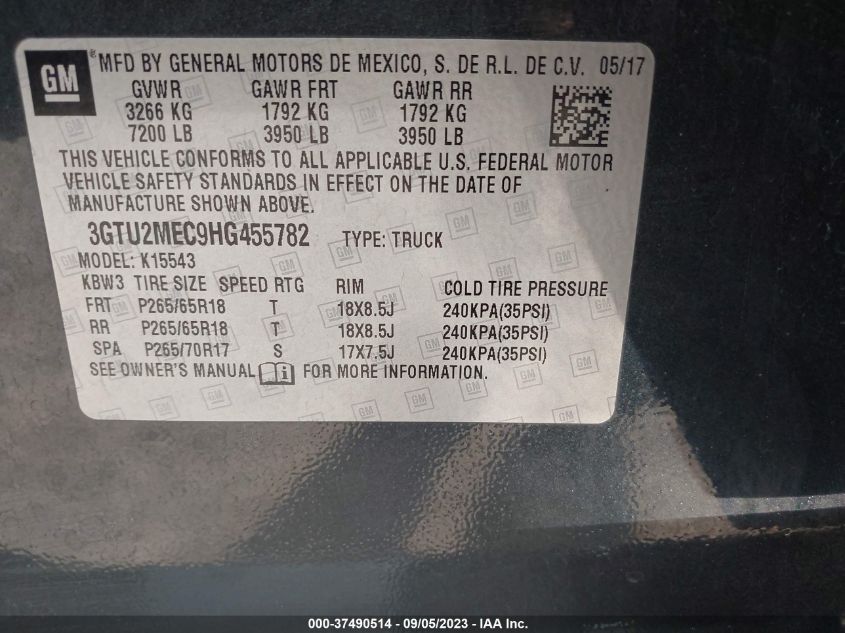 GM ® MFD BY GENERAL MOTORS DE MEXICO, S. DE R.L. DE C.V. 05/17
GVWR GAWR FRT GAWR RR
3266 KG 1792 KG 1792 KG
7200 LB 3950 LB 3950 LB
THIS VEHICLE CONFORMS TO ALL APPLICABLE U.S. FEDERAL MOTOR
VEHICLE SAFETY STANDARDS IN EFFECT ON THE DATE OF
MANUFACTURE SHOWN ABOVE.
3GTU2MEC9HG455782 TYPE: TRUCK
MODEL: K15543
KBW3 TIRE SIZE SPEED RTG RIM COLD TIRE PRESSURE
FRT P265/65R18 T 18X8.5J 240KPA(35PSI)
RR P265/65R18 T 18X8.5J 240KPA(35PSI)
SPA P265/70R17 S 17X7.5J 240KPA(35PSI)
SEE OWNER'S MANUAL i FOR MORE INFORMATION.
000-37490514 - 09/05/2023 - IAA Inc.